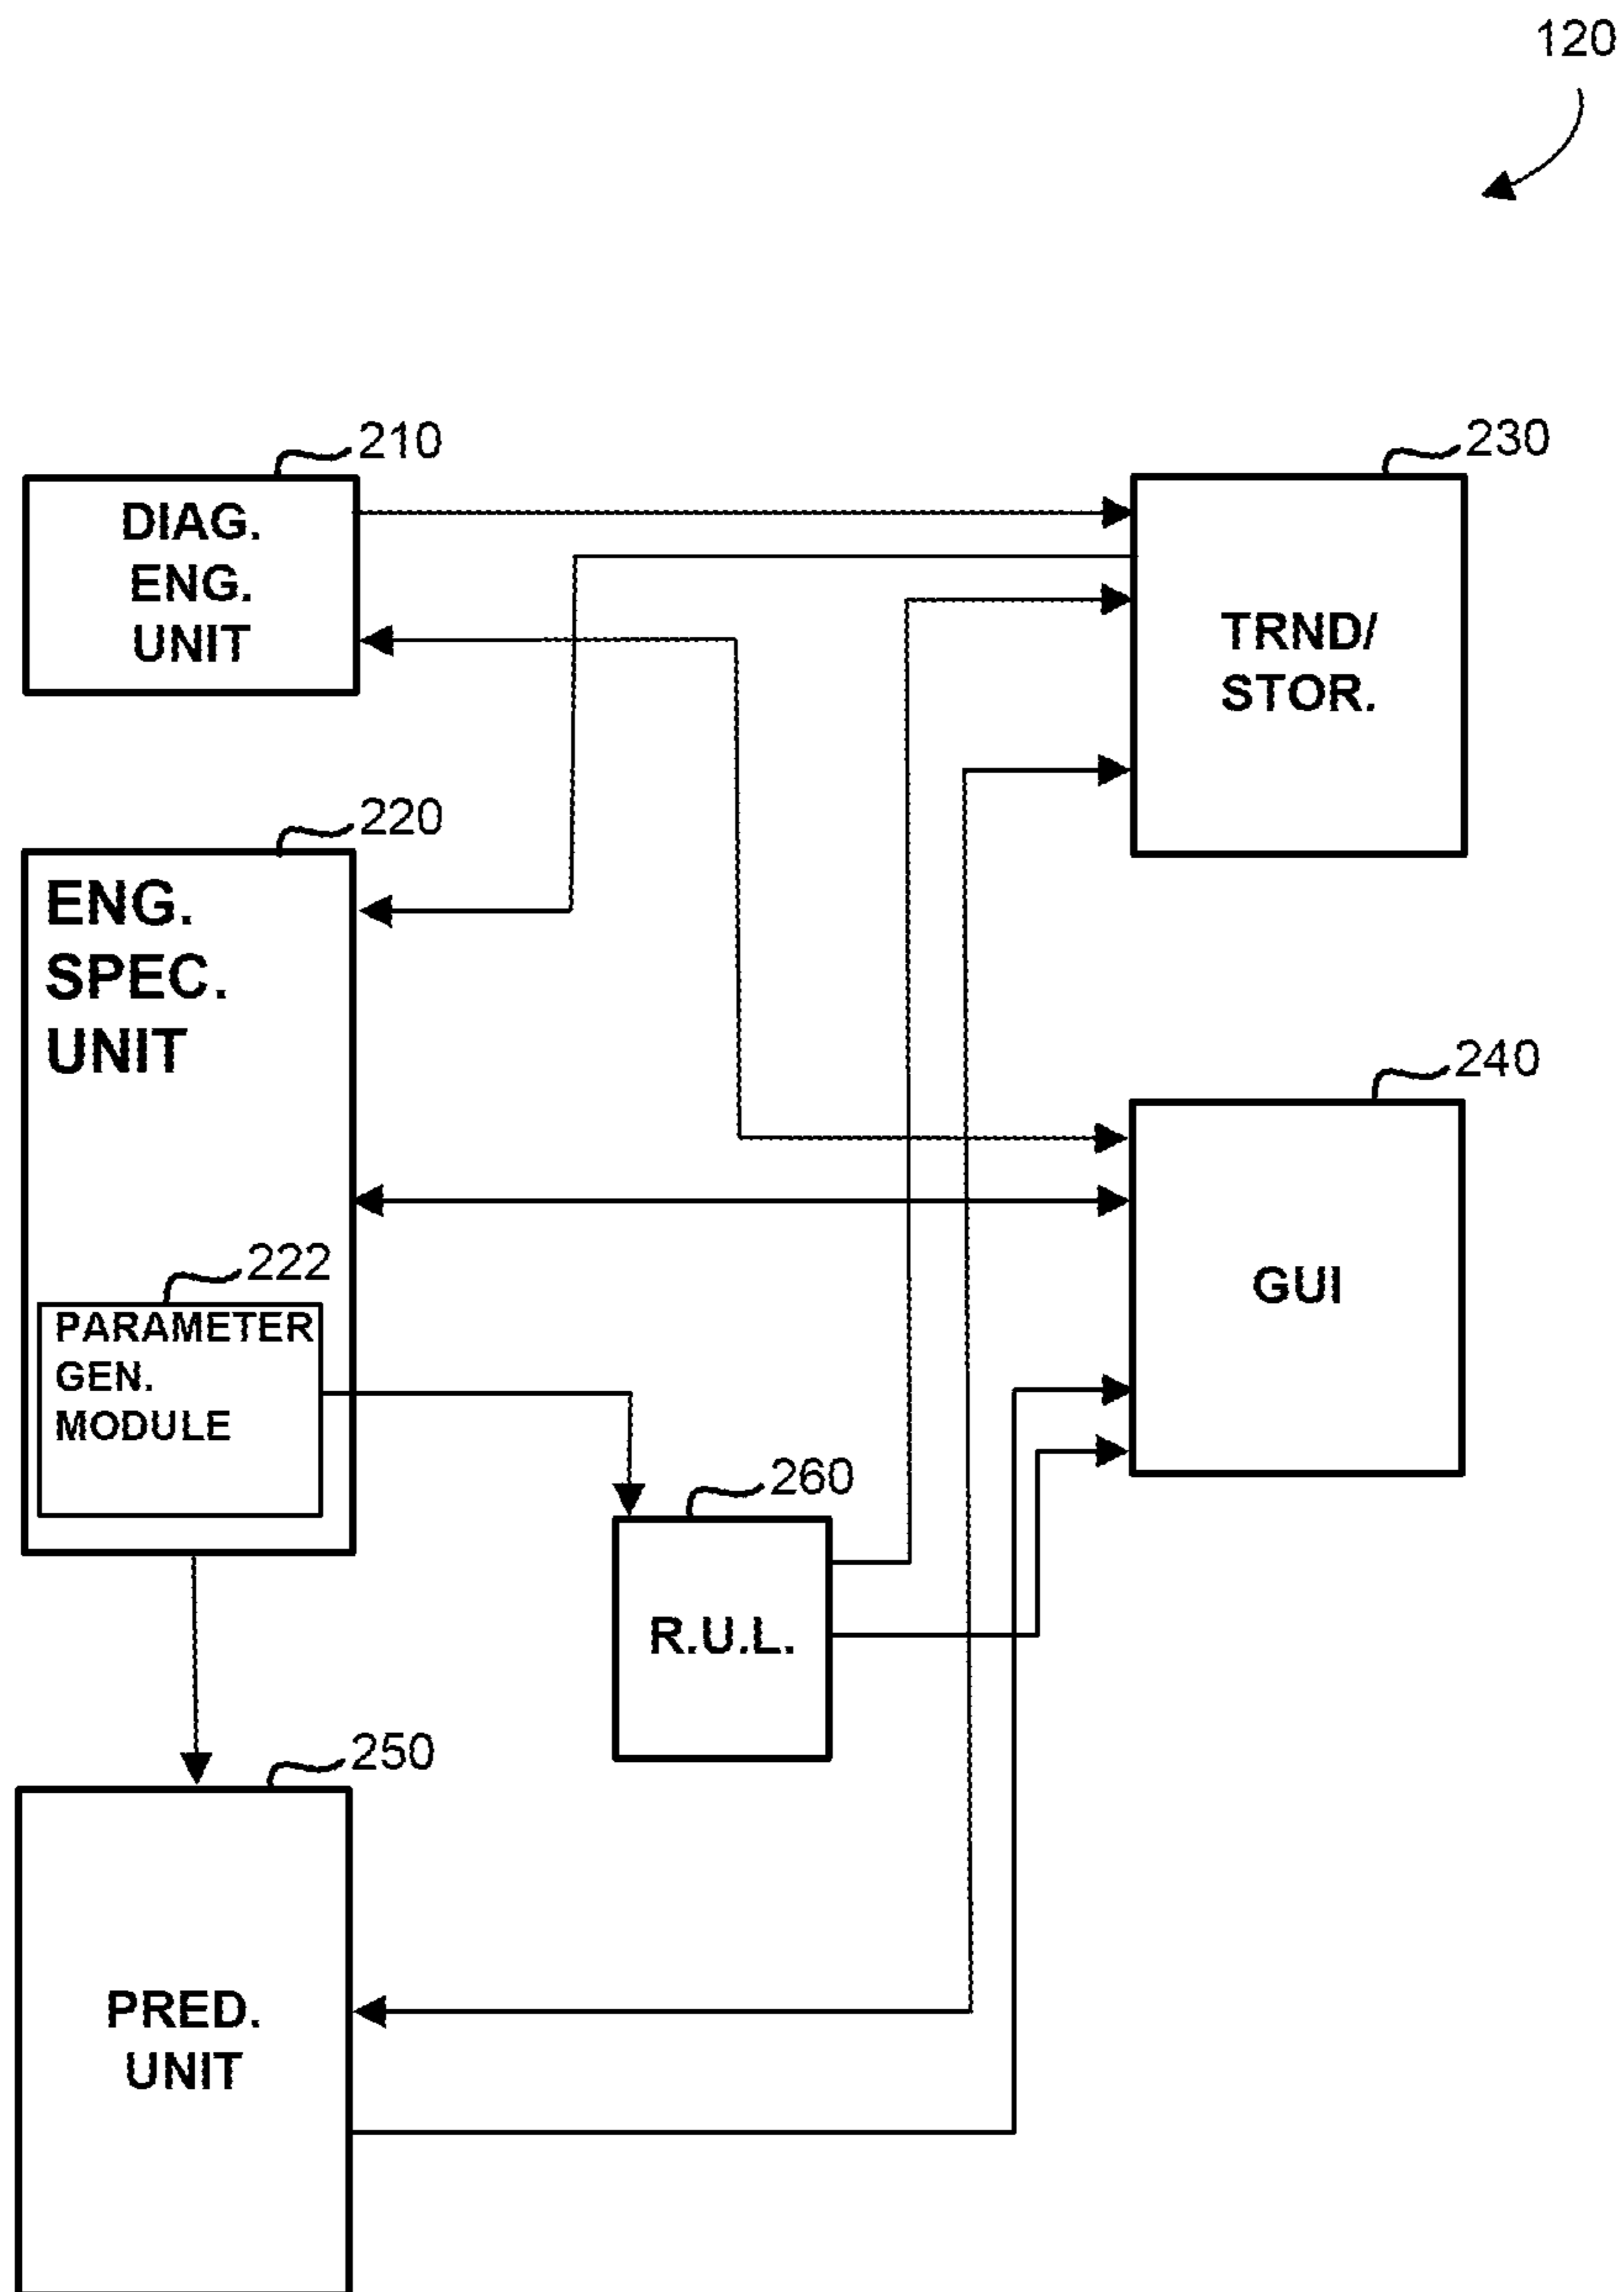 120
210
DIAG.
ENG.
UNIT
230
TRND/
STOR.
220
ENG.
SPEC.
UNIT
240
GUI
222
PARAMETER
GEN.
MODULE
260
R.U.L.
250
PRED.
UNIT